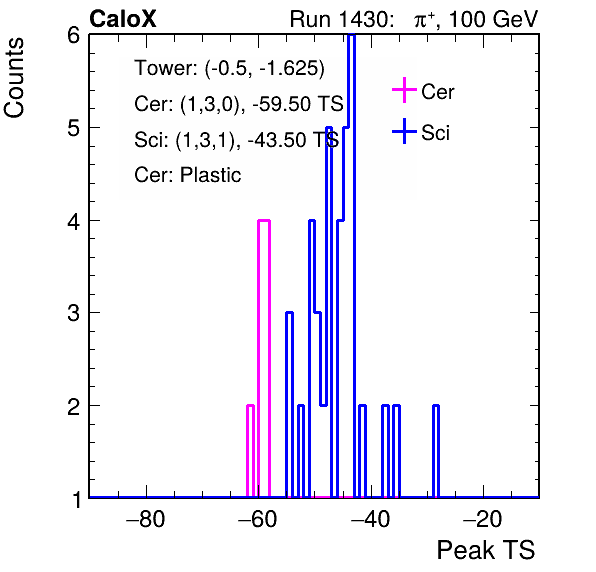 CaloX Run 1430: π+, 100 GeV
Counts
Tower: (-0.5, -1.625)
Cer: (1,3,0), -59.50 TS
Sci: (1,3,1), -43.50 TS
Cer: Plastic
Cer
Sci
6
5
4
3
2
1
−80 −60 −40 −20
Peak TS